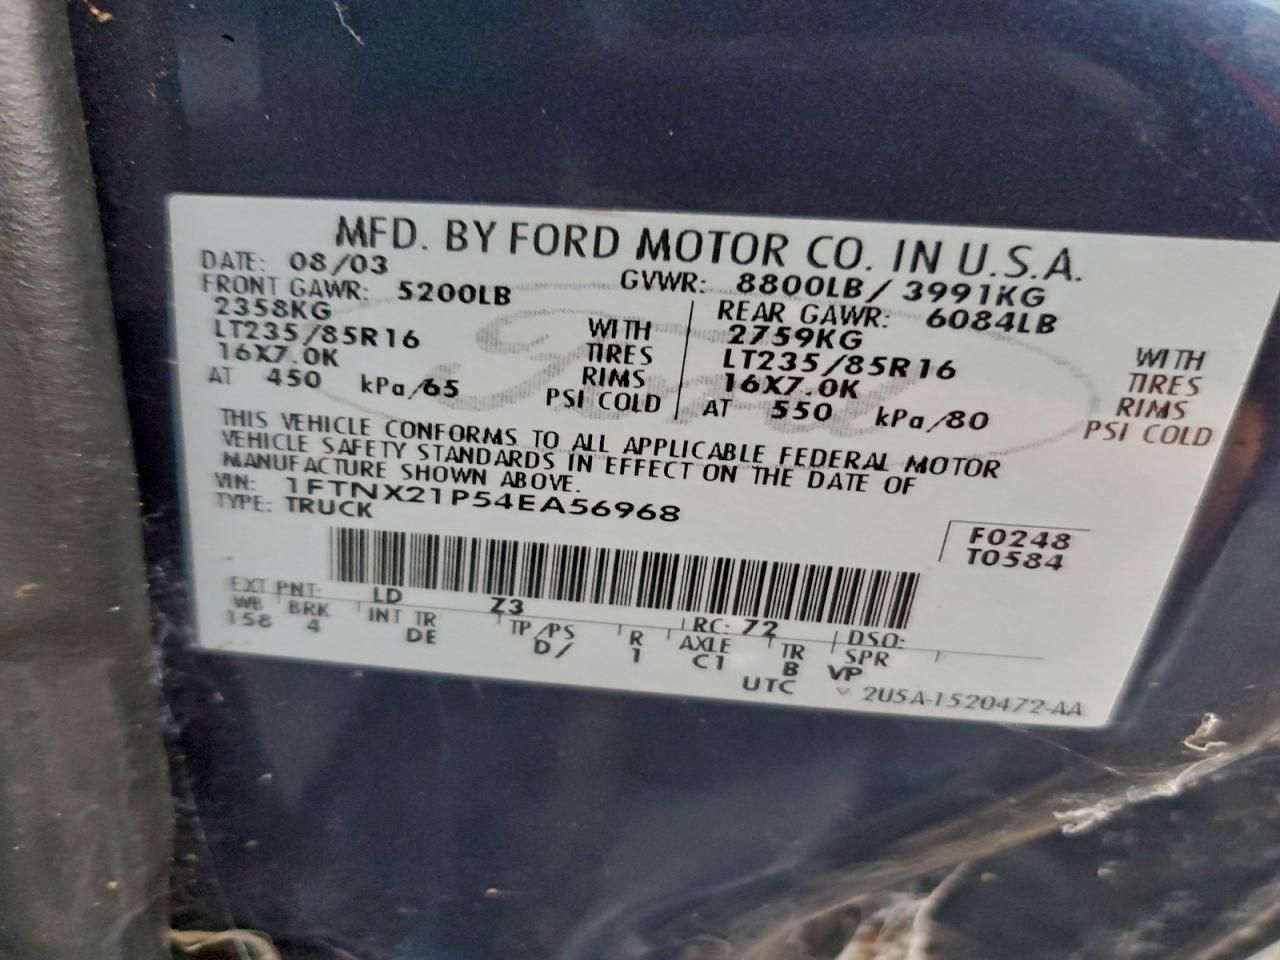 MFD. BY FORD MOTOR CO. IN U.S.A.
DATE: 08/03 GVWR: 8800LB/ 3991KG
FRONT GAWR: 5200LB REAR GAWR: 6084LB
2358KG WITH 2759KG WITH
LT235/85R16 TIRES LT235/85R16 TIRES
16X7.0K RIMS 16X7.0K RIMS
AT 450 kPa/65 PSI COLD AT 550 kPa/80 PSI COLD
THIS VEHICLE CONFORMS TO ALL APPLICABLE FEDERAL MOTOR
VEHICLE SAFETY STANDARDS IN EFFECT ON THE DATE OF
MANUFACTURE SHOWN ABOVE.
VIN: 1FTNX21P54EA56968
TYPE: TRUCK
F0248
T0584
EXT PNT: LD Z3 RC: 72 DSO:
WB BRK INT TR TP/PS R AXLE TR SPR
158 4 DE D/ 1 C1 B VP
UTC ▽ 2U5A-1520472-AA
Ford